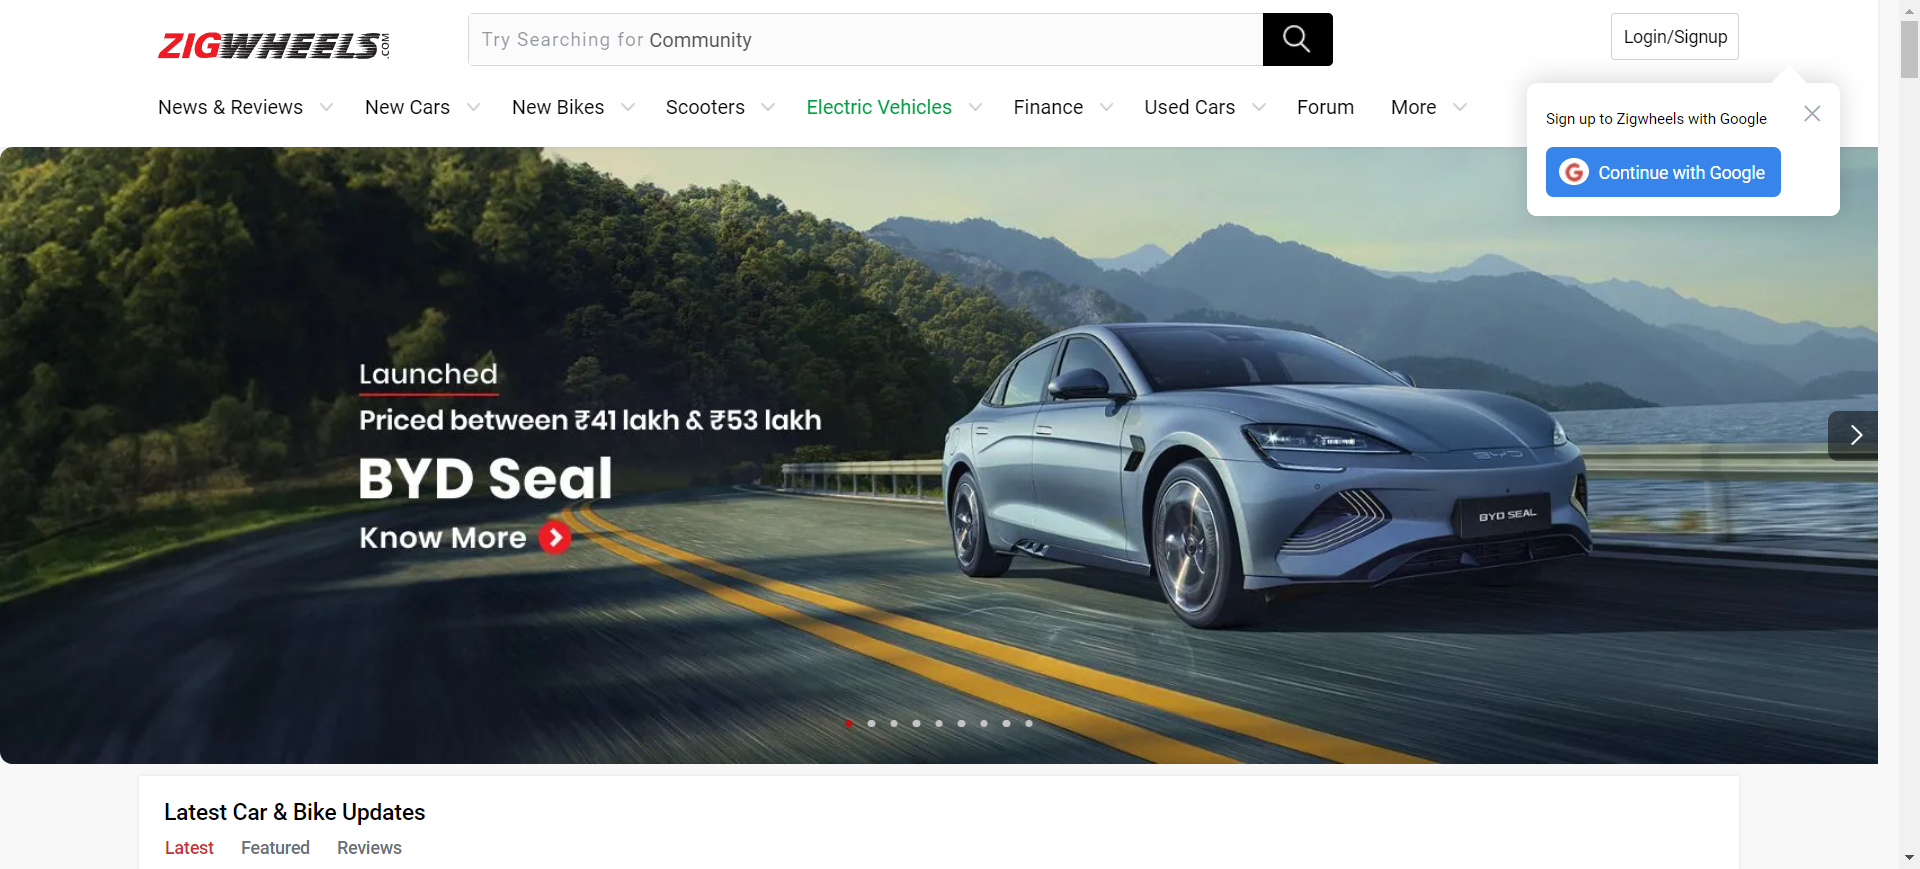 ZIGWHEELS.COM
Try Searching for Community
Login/Signup
News & Reviews
New Cars
New Bikes
Scooters
Electric Vehicles
Finance
Used Cars
Forum
More
Sign up to Zigwheels with Google
G Continue with Google
Launched
Priced between ₹41 lakh & ₹53 lakh
BYD Seal
Know More
BYD
BYD SEAL
Latest Car & Bike Updates
Latest
Featured
Reviews